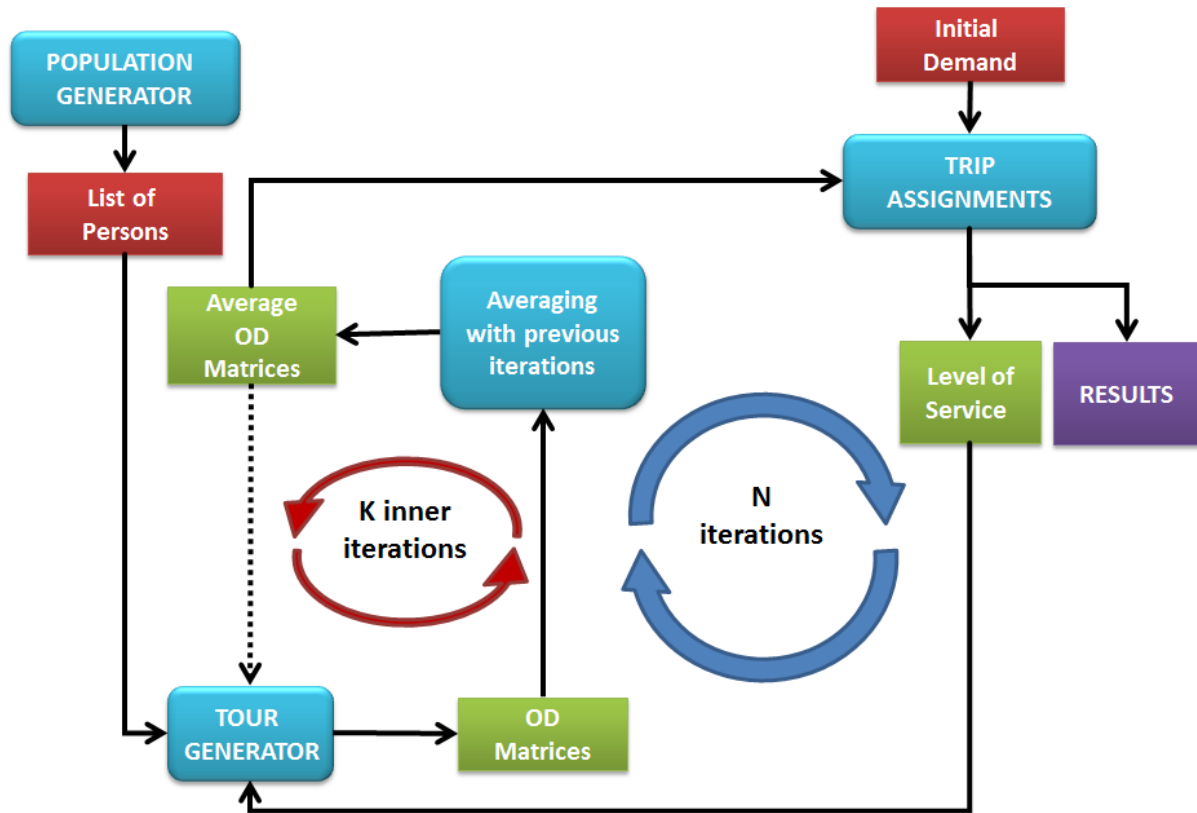 POPULATION
GENERATOR
Initial
Demand
TRIP
ASSIGNMENTS
List of
Persons
Average
OD
Matrices
Averaging
with previous
iterations
Level of
Service
RESULTS
K inner
iterations
N
iterations
TOUR
GENERATOR
OD
Matrices